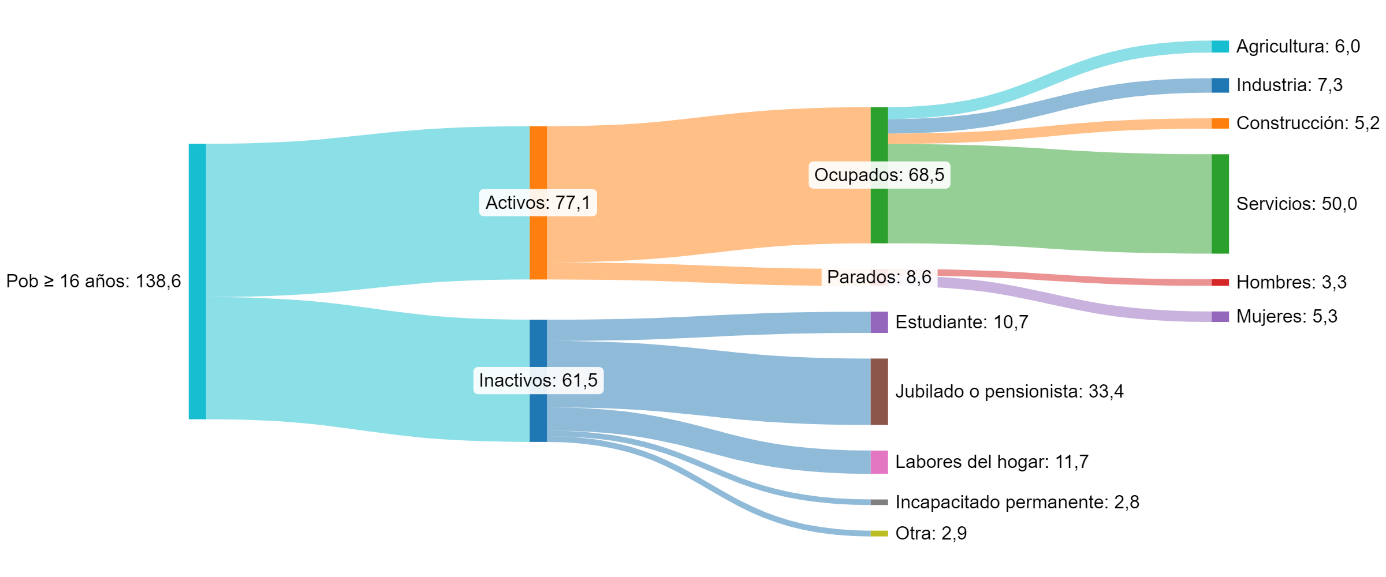 Pob ≥ 16 años: 138,6
Activos: 77,1
Inactivos: 61,5
Ocupados: 68,5
Parados: 8,6
Estudiante: 10,7
Jubilado o pensionista: 33,4
Labores del hogar: 11,7
Incapacitado permanente: 2,8
Otra: 2,9
Agricultura: 6,0
Industria: 7,3
Construcción: 5,2
Servicios: 50,0
Hombres: 3,3
Mujeres: 5,3